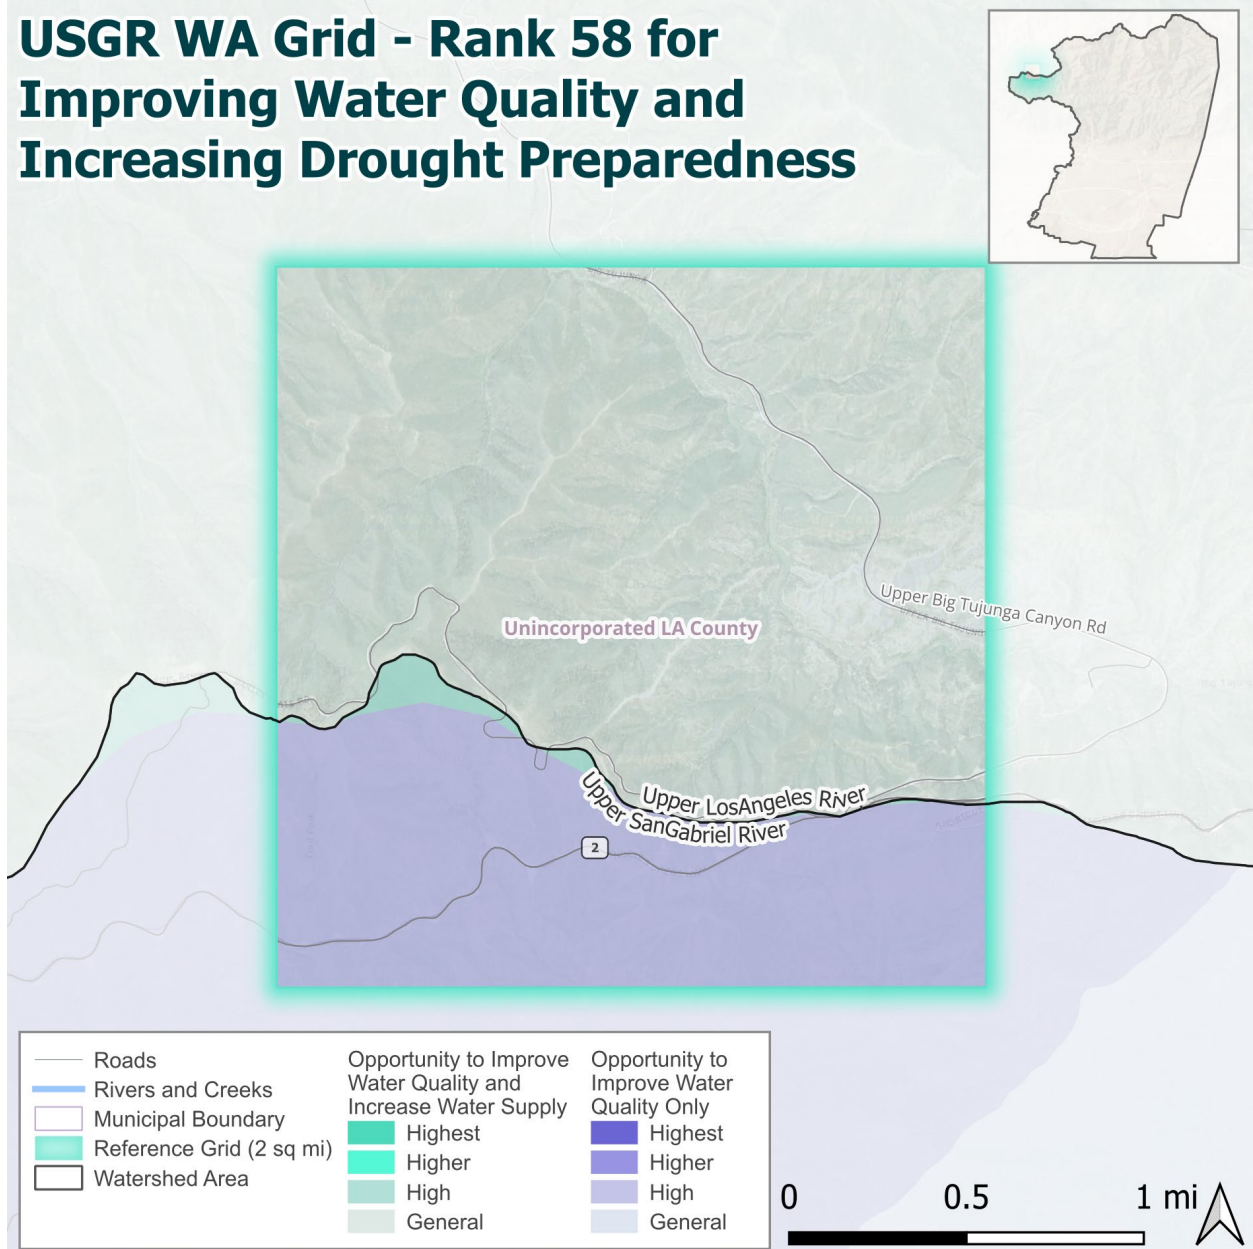 USGR WA Grid - Rank 58 for
Improving Water Quality and
Increasing Drought Preparedness
Upper Big Tujunga Canyon Rd
Unincorporated LA County
Upper LosAngeles River
Upper SanGabriel River
2
Roads
Rivers and Creeks
Municipal Boundary
Reference Grid (2 sq mi)
Watershed Area
Opportunity to Improve
Water Quality and
Increase Water Supply
Highest
Higher
High
General
Opportunity to
Improve Water
Quality Only
Highest
Higher
High
General
0 0.5 1 mi